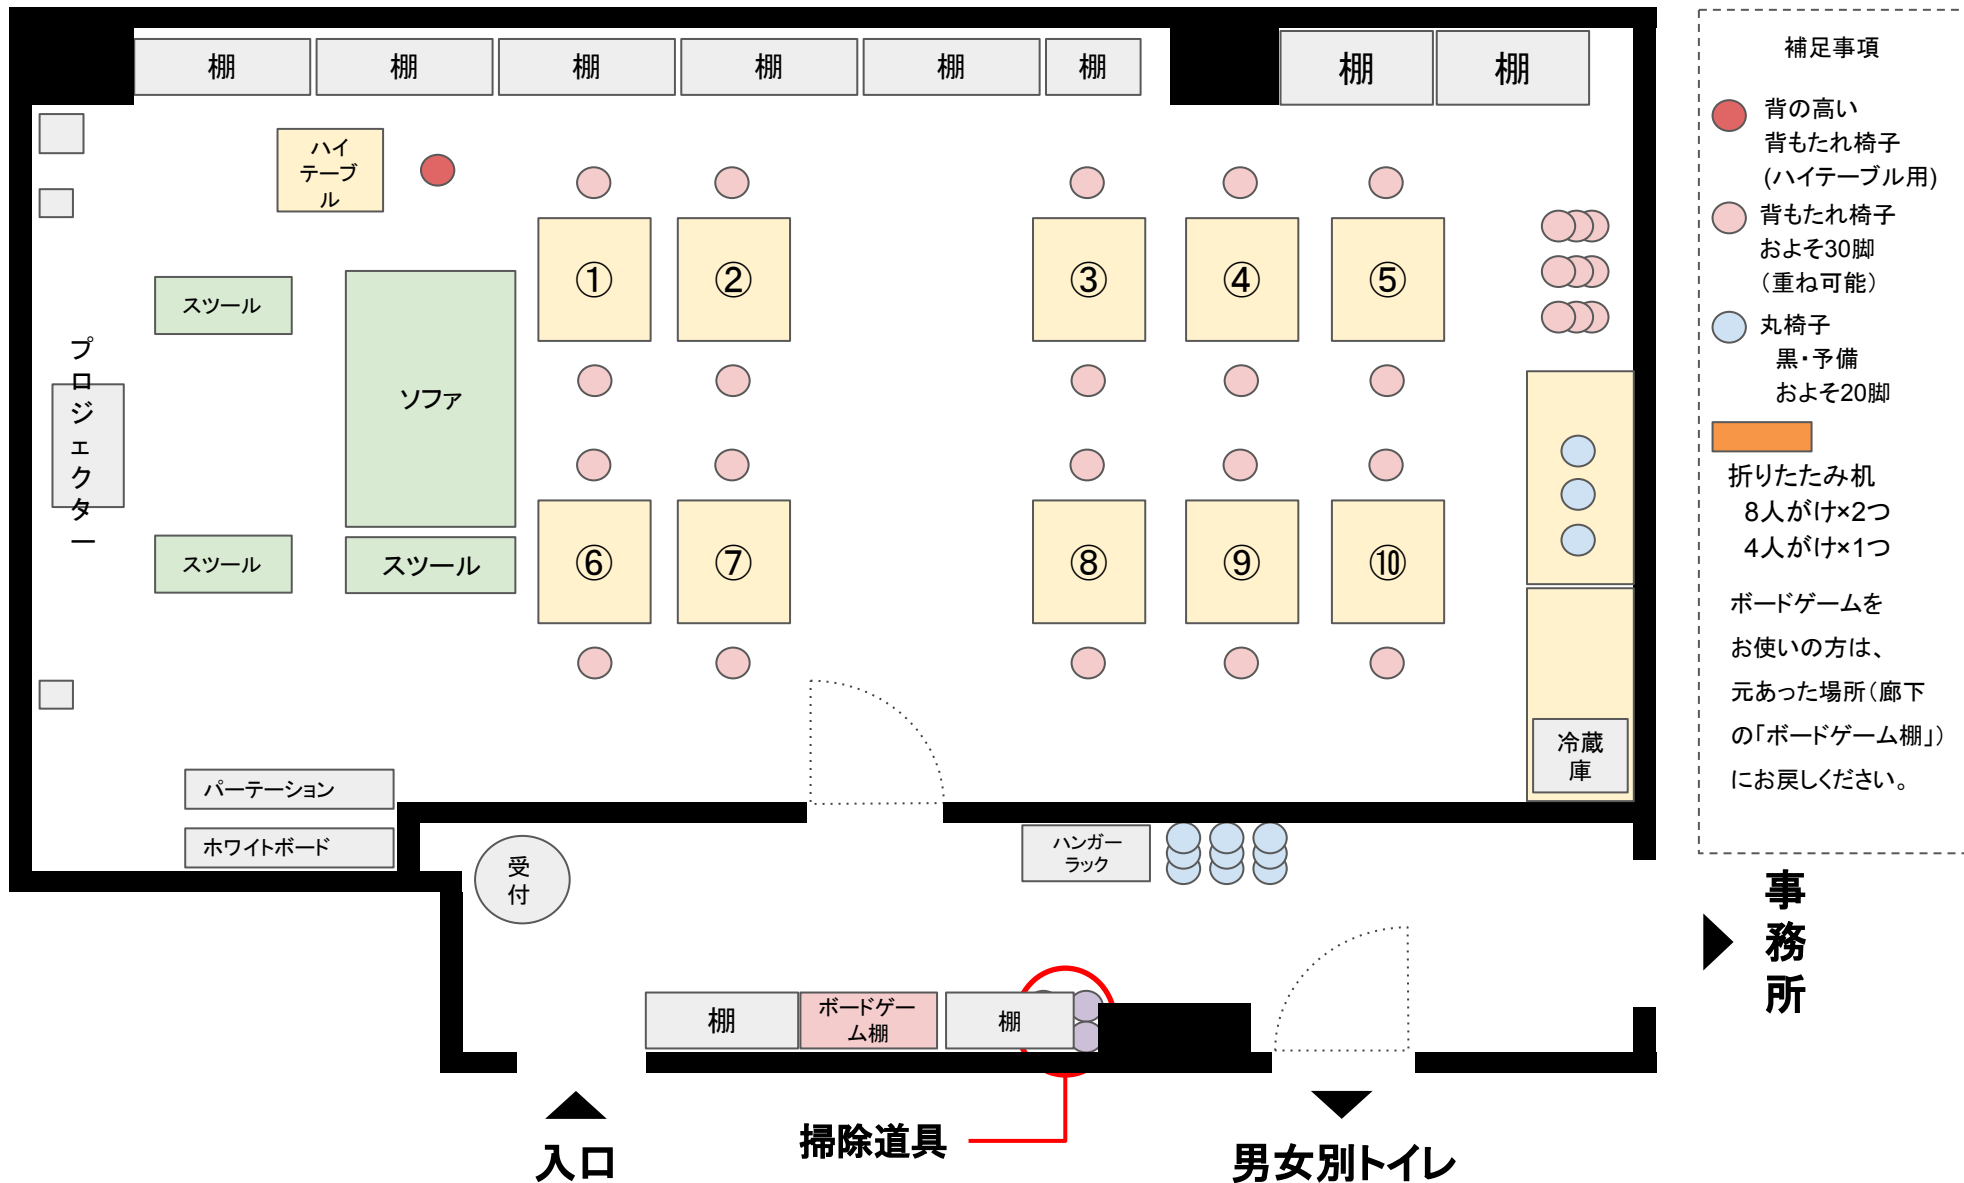 棚
棚
棚
棚
棚
棚
棚
棚
ハイ
テーブ
ル
①
②
③
④
⑤
スツール
ソファ
プロジェクター
スツール
スツール
⑥
⑦
⑧
⑨
⑩
冷蔵
庫
パーテーション
ホワイトボード
受
付
ハンガー
ラック
棚
ボードゲー
ム棚
棚
入口
掃除道具
男女別トイレ
事務所
補足事項
背の高い
背もたれ椅子
(ハイテーブル用)
背もたれ椅子
およそ30脚
（重ね可能）
丸椅子
黒・予備
およそ20脚
折りたたみ机
8人がけ×2つ
4人がけ×1つ
ボードゲームを
お使いの方は、
元あった場所（廊下
の「ボードゲーム棚」）
にお戻しください。